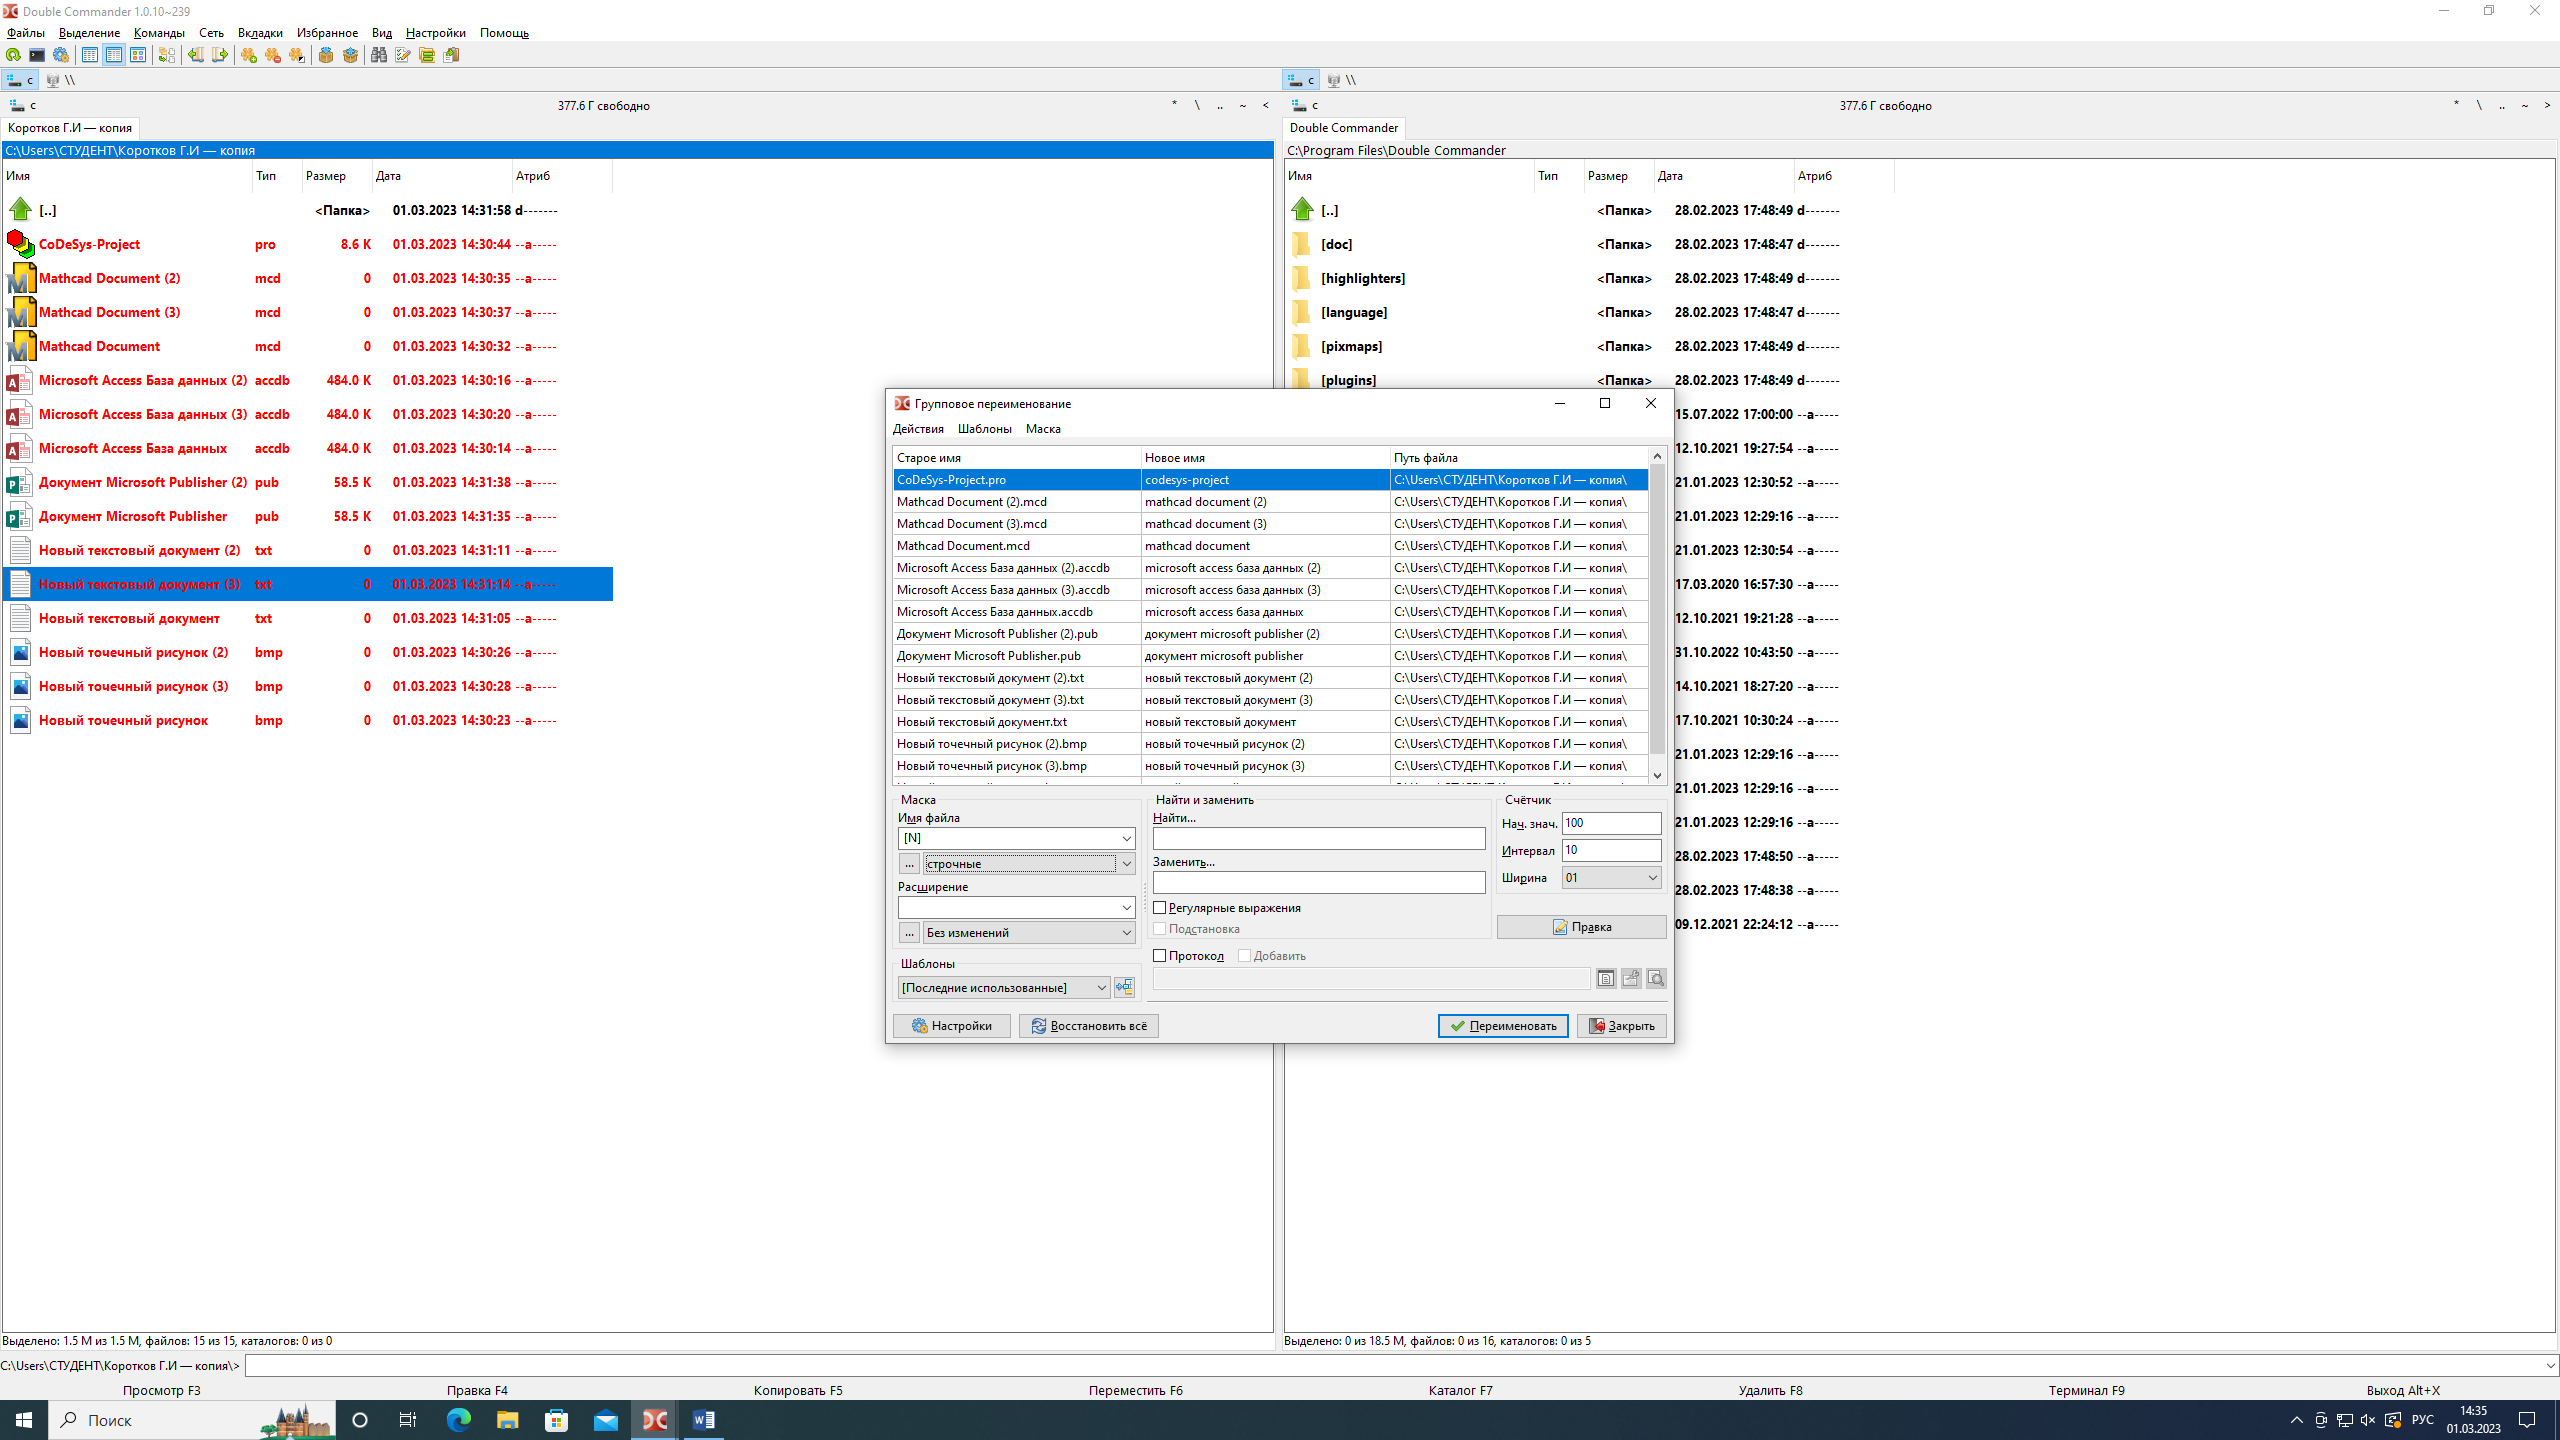 Double Commander 1.0.10~239
Файлы Выделение Команды Сеть Вкладки Избранное Вид Настройки Помощь
c \\ c \\
c 377.6 Г свободно * \ .. ~ < c 377.6 Г свободно * \ .. ~ >
Коротков Г.И — копия Double Commander
C:\Users\СТУДЕНТ\Коротков Г.И — копия C:\Program Files\Double Commander
Имя Тип Размер Дата Атриб Имя Тип Размер Дата Атриб
[..] <Папка> 01.03.2023 14:31:58 d------- [..] <Папка> 28.02.2023 17:48:49 d-------
CoDeSys-Project pro 8.6 K 01.03.2023 14:30:44 --a----- [doc] <Папка> 28.02.2023 17:48:47 d-------
Mathcad Document (2) mcd 0 01.03.2023 14:30:35 --a----- [highlighters] <Папка> 28.02.2023 17:48:49 d-------
Mathcad Document (3) mcd 0 01.03.2023 14:30:37 --a----- [language] <Папка> 28.02.2023 17:48:47 d-------
Mathcad Document mcd 0 01.03.2023 14:30:32 --a----- [pixmaps] <Папка> 28.02.2023 17:48:49 d-------
Microsoft Access База данных (2) accdb 484.0 K 01.03.2023 14:30:16 --a----- [plugins] <Папка> 28.02.2023 17:48:49 d-------
Microsoft Access База данных (3) accdb 484.0 K 01.03.2023 14:30:20 --a----- 15.07.2022 17:00:00 --a-----
Microsoft Access База данных accdb 484.0 K 01.03.2023 14:30:14 --a----- 12.10.2021 19:27:54 --a-----
Документ Microsoft Publisher (2) pub 58.5 K 01.03.2023 14:31:38 --a----- 21.01.2023 12:30:52 --a-----
Документ Microsoft Publisher pub 58.5 K 01.03.2023 14:31:35 --a----- 21.01.2023 12:29:16 --a-----
Новый текстовый документ (2) txt 0 01.03.2023 14:31:11 --a----- 21.01.2023 12:30:54 --a-----
Новый текстовый документ (3) txt 0 01.03.2023 14:31:14 --a----- 17.03.2020 16:57:30 --a-----
Новый текстовый документ txt 0 01.03.2023 14:31:05 --a----- 12.10.2021 19:21:28 --a-----
Новый точечный рисунок (2) bmp 0 01.03.2023 14:30:26 --a----- 31.10.2022 10:43:50 --a-----
Новый точечный рисунок (3) bmp 0 01.03.2023 14:30:28 --a----- 14.10.2021 18:27:20 --a-----
Новый точечный рисунок bmp 0 01.03.2023 14:30:23 --a----- 17.10.2021 10:30:24 --a-----
21.01.2023 12:29:16 --a-----
21.01.2023 12:29:16 --a-----
21.01.2023 12:29:16 --a-----
28.02.2023 17:48:50 --a-----
28.02.2023 17:48:38 --a-----
09.12.2021 22:24:12 --a-----
Групповое переименование
Действия Шаблоны Маска
Старое имя Новое имя Путь файла
CoDeSys-Project.pro codesys-project C:\Users\СТУДЕНТ\Коротков Г.И — копия\
Mathcad Document (2).mcd mathcad document (2) C:\Users\СТУДЕНТ\Коротков Г.И — копия\
Mathcad Document (3).mcd mathcad document (3) C:\Users\СТУДЕНТ\Коротков Г.И — копия\
Mathcad Document.mcd mathcad document C:\Users\СТУДЕНТ\Коротков Г.И — копия\
Microsoft Access База данных (2).accdb microsoft access база данных (2) C:\Users\СТУДЕНТ\Коротков Г.И — копия\
Microsoft Access База данных (3).accdb microsoft access база данных (3) C:\Users\СТУДЕНТ\Коротков Г.И — копия\
Microsoft Access База данных.accdb microsoft access база данных C:\Users\СТУДЕНТ\Коротков Г.И — копия\
Документ Microsoft Publisher (2).pub документ microsoft publisher (2) C:\Users\СТУДЕНТ\Коротков Г.И — копия\
Документ Microsoft Publisher.pub документ microsoft publisher C:\Users\СТУДЕНТ\Коротков Г.И — копия\
Новый текстовый документ (2).txt новый текстовый документ (2) C:\Users\СТУДЕНТ\Коротков Г.И — копия\
Новый текстовый документ (3).txt новый текстовый документ (3) C:\Users\СТУДЕНТ\Коротков Г.И — копия\
Новый текстовый документ.txt новый текстовый документ C:\Users\СТУДЕНТ\Коротков Г.И — копия\
Новый точечный рисунок (2).bmp новый точечный рисунок (2) C:\Users\СТУДЕНТ\Коротков Г.И — копия\
Новый точечный рисунок (3).bmp новый точечный рисунок (3) C:\Users\СТУДЕНТ\Коротков Г.И — копия\
Маска Найти и заменить Счётчик
Имя файла Найти... Нач. знач. 100
[N]
Интервал 10
... строчные Заменить...
Ширина 01
Расширение
Регулярные выражения
... Без изменений Подстановка Правка
Протокол Добавить
Шаблоны
[Последние использованные]
Настройки Восстановить всё Переименовать Закрыть
Выделено: 1.5 М из 1.5 М, файлов: 15 из 15, каталогов: 0 из 0 Выделено: 0 из 18.5 М, файлов: 0 из 16, каталогов: 0 из 5
C:\Users\СТУДЕНТ\Коротков Г.И — копия\>
Просмотр F3 Правка F4 Копировать F5 Переместить F6 Каталог F7 Удалить F8 Терминал F9 Выход Alt+X
Поиск РУС 14:35
01.03.2023